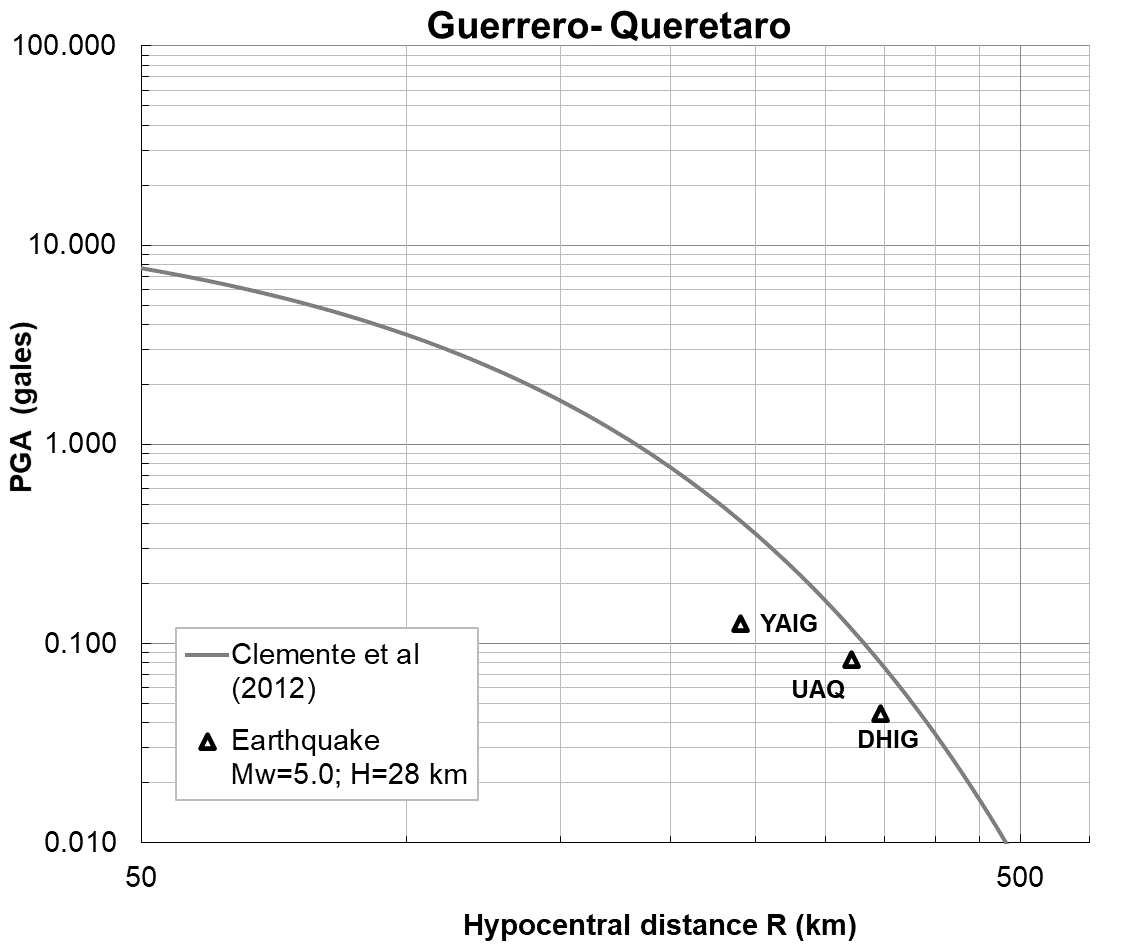 Guerrero- Queretaro
100.000
10.000
1.000
0.100
0.010
PGA (gales)
YAIG
UAQ
DHIG
Clemente et al
(2012)
Earthquake
Mw=5.0; H=28 km
50
500
Hypocentral distance R (km)